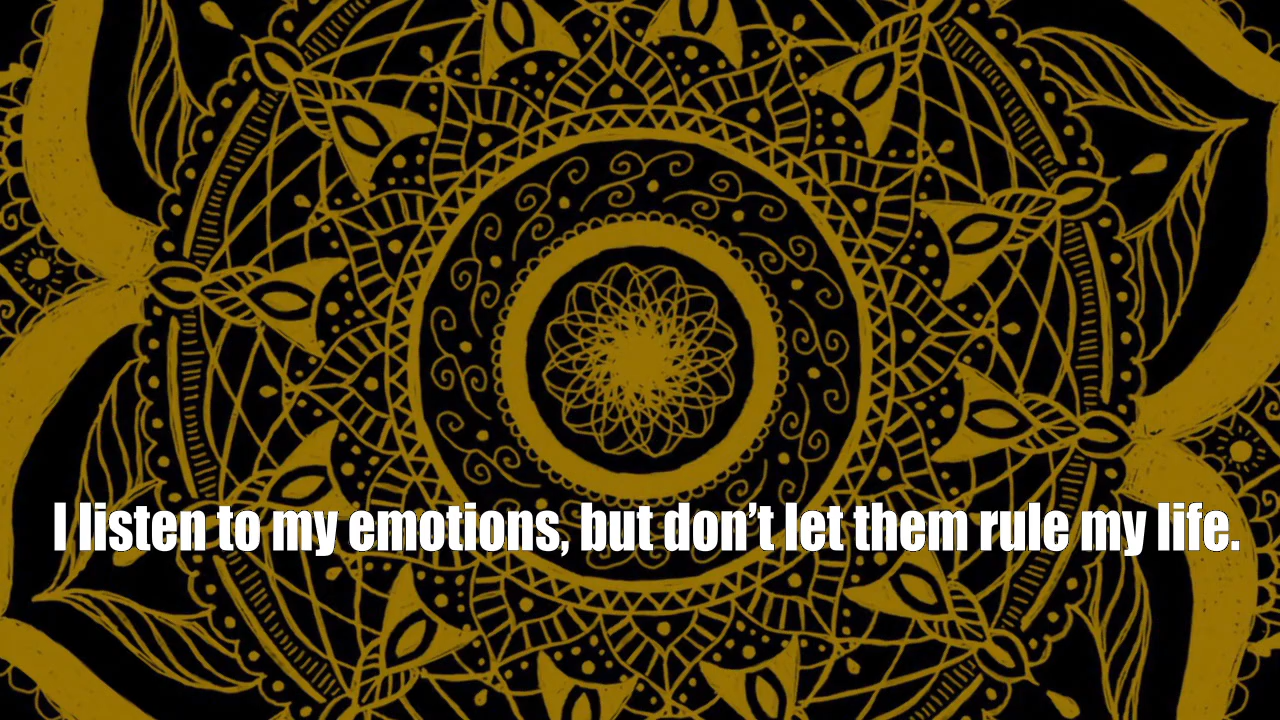 I listen to my emotions, but don’t let them rule my life.